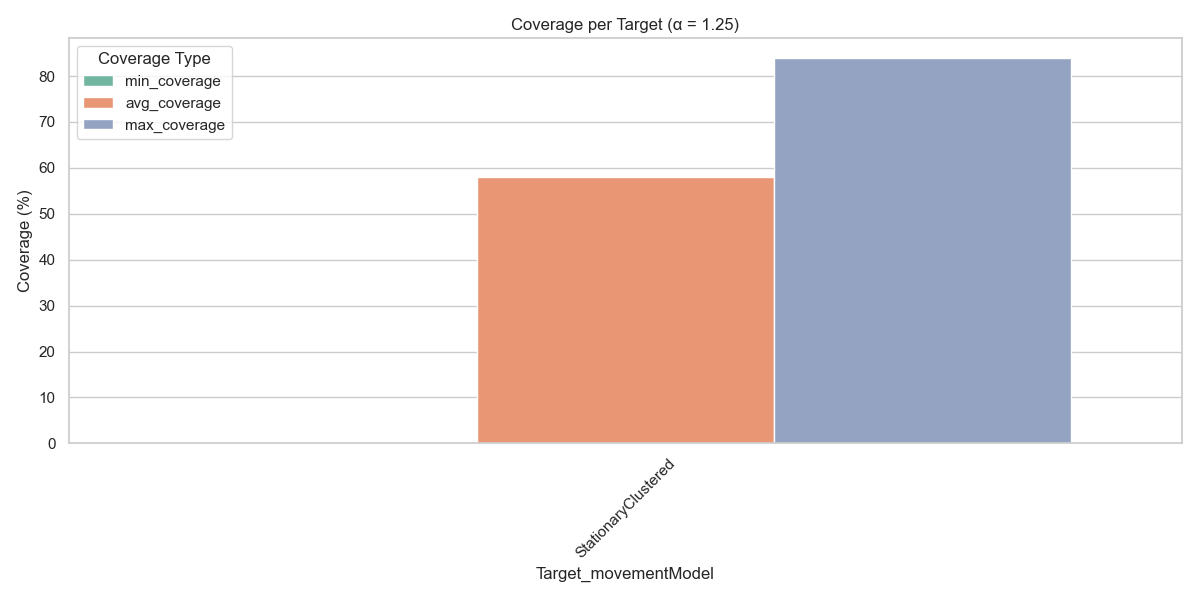 Coverage per Target (α = 1.25)
Coverage Type
min_coverage
avg_coverage
max_coverage
Coverage (%)
80
70
60
50
40
30
20
10
0
StationaryClustered
Target_movementModel